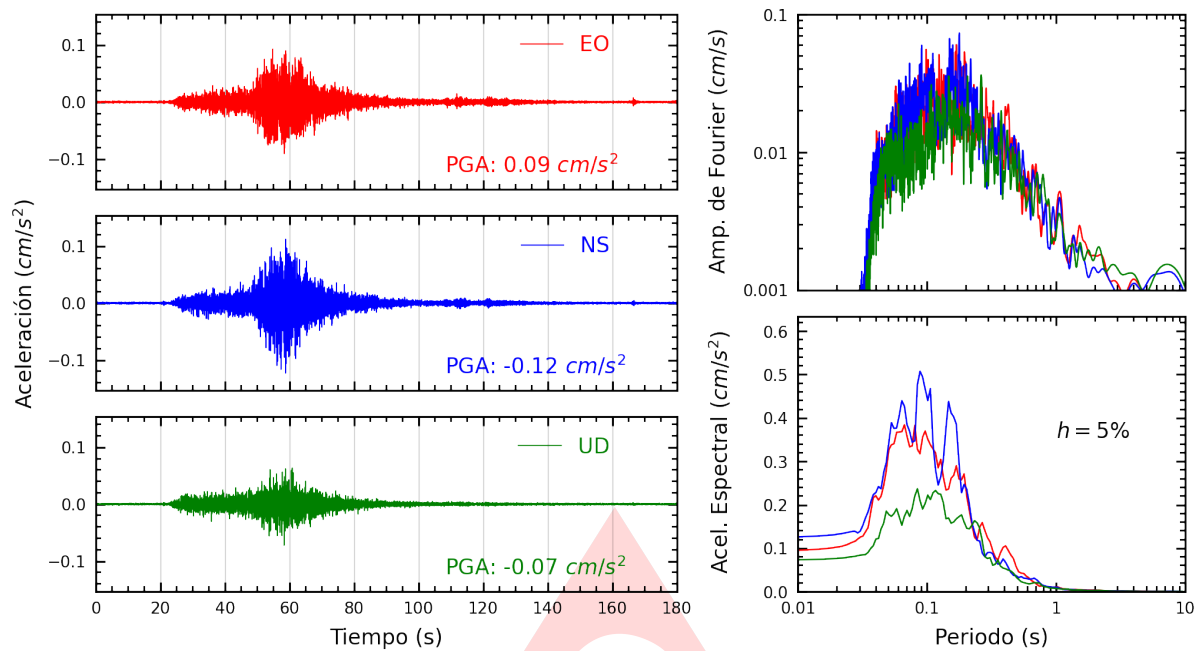 Aceleración (cm/s²)
0.1
0.0
−0.1
EO
PGA: 0.09 cm/s²
0.1
0.0
−0.1
NS
PGA: -0.12 cm/s²
0.1
0.0
−0.1
UD
PGA: -0.07 cm/s²
0 20 40 60 80 100 120 140 160 180
Tiempo (s)
Amp. de Fourier (cm/s)
0.1
0.01
0.001
Acel. Espectral (cm/s²)
0.6
0.5
0.4
0.3
0.2
0.1
0.0
h = 5%
0.01 0.1 1 10
Periodo (s)